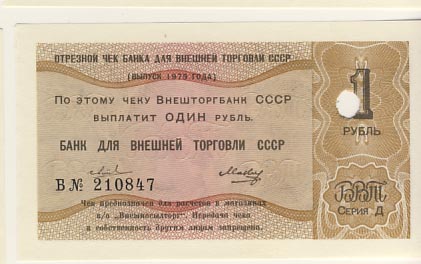 ОТРЕЗНОЙ ЧЕК БАНКА ДЛЯ ВНЕШНЕЙ ТОРГОВЛИ СССР
(ВЫПУСК 1979 ГОДА)
ПО ЭТОМУ ЧЕКУ ВНЕШТОРГБАНК СССР
ВЫПЛАТИТ ОДИН РУБЛЬ.
БАНК ДЛЯ ВНЕШНЕЙ ТОРГОВЛИ СССР
В № 210847
Чек предназначен для расчетов в магазинах
в/о "Внешпосылторг". Передача чека
в собственность другим лицам запрещена.
1
РУБЛЬ
БВТ
СЕРИЯ Д